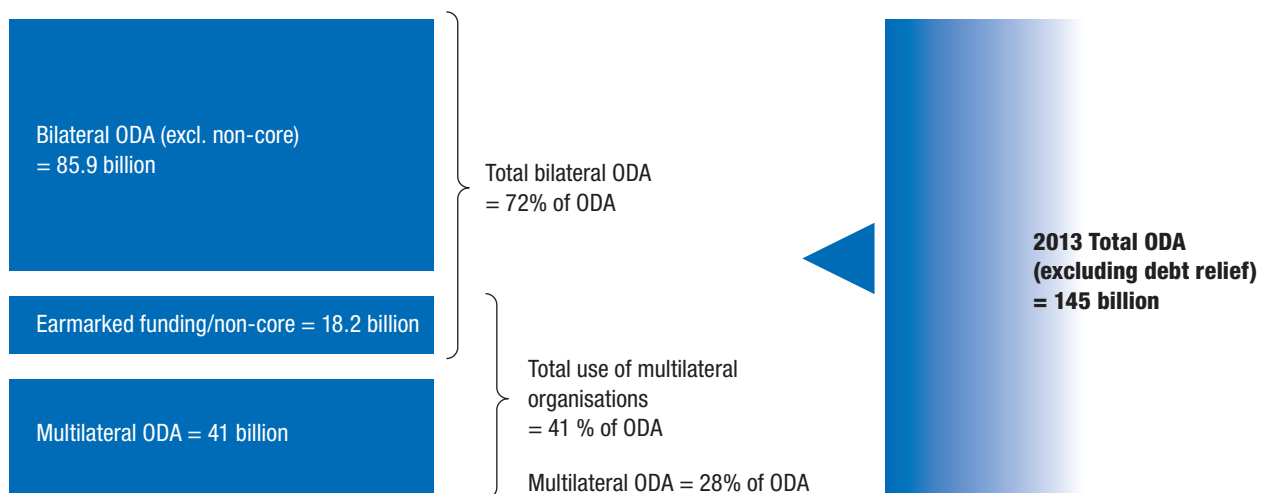 Bilateral ODA (excl. non-core)
= 85.9 billion
Total bilateral ODA
= 72% of ODA
Earmarked funding/non-core = 18.2 billion
Multilateral ODA = 41 billion
Total use of multilateral
organisations
= 41 % of ODA
Multilateral ODA = 28% of ODA
2013 Total ODA
(excluding debt relief)
= 145 billion